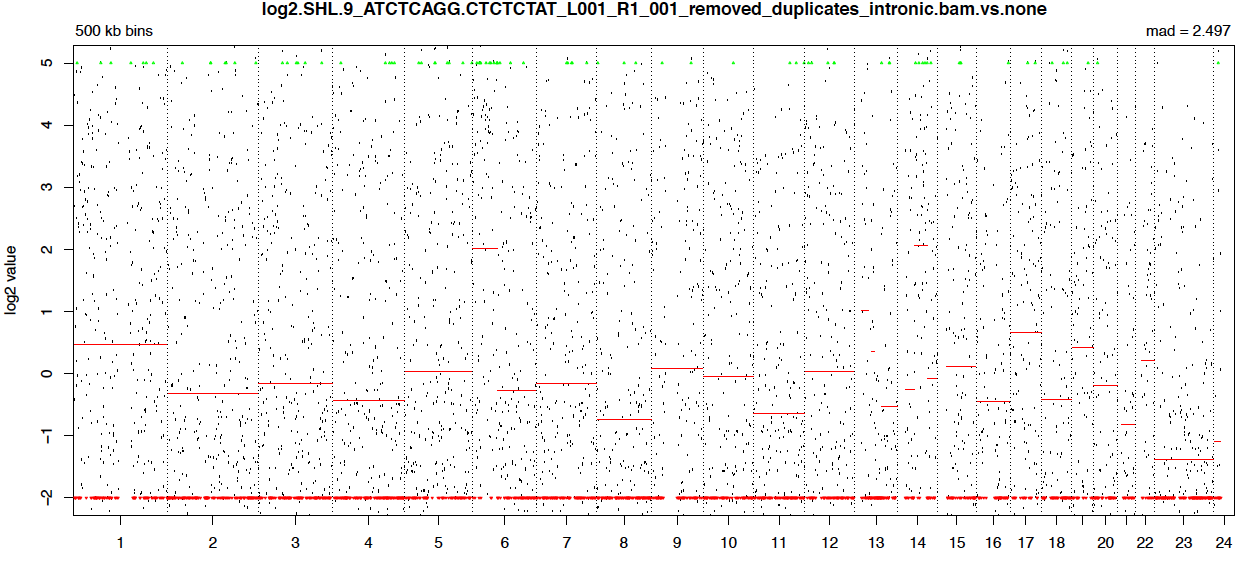 log2.SHL.9_ATCTCAGG.CTCTCTAT_L001_R1_001_removed_duplicates_intronic.bam.vs.none
500 kb bins mad = 2.497
log2 value
5
4
3
2
1
0
−1
−2
1 2 3 4 5 6 7 8 9 10 11 12 13 14 15 16 17 18 20 22 23 24